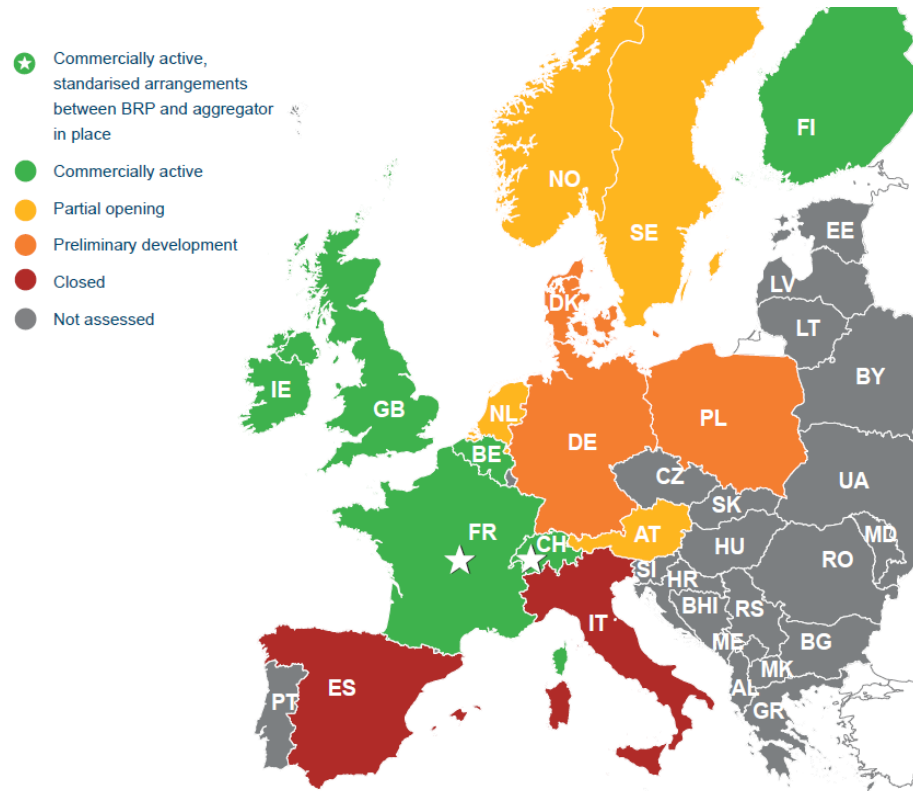 Commercially active,
standarised arrangements
between BRP and aggregator
in place
Commercially active
Partial opening
Preliminary development
Closed
Not assessed
FI
NO
SE
EE
LV
LT
DK
BY
IE
GB
NL
PL
DE
BE
CZ
UA
SK
FR
CH
AT
HU
MD
RO
SI
HR
BHI
RS
IT
ME
BG
MK
AL
GR
ES
PT